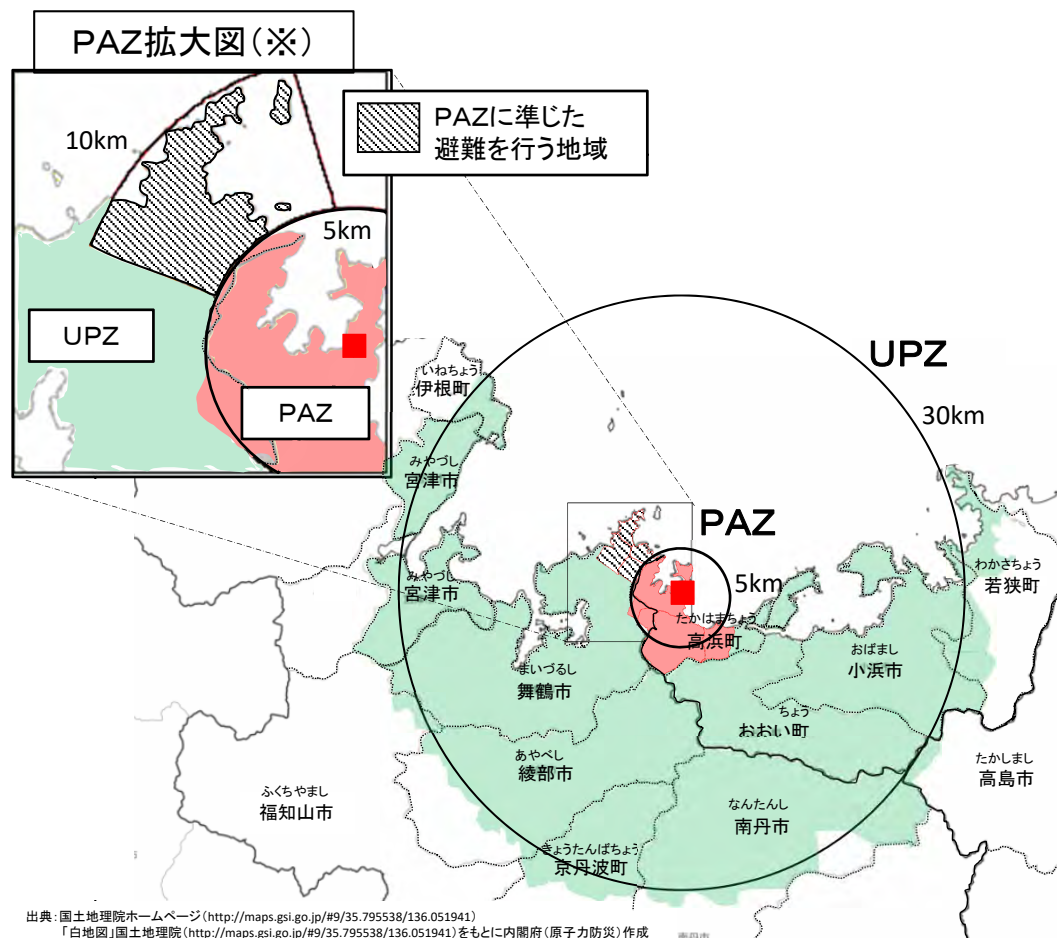 PAZ拡大図(※)
PAZに準じた
避難を行う地域
10km
5km
UPZ
PAZ
UPZ
30km
PAZ
5km
いねちょう
伊根町
みやづし
宮津市
みやづし
宮津市
わかさちょう
若狭町
たかはまちょう
高浜町
おばまし
小浜市
まいづるし
舞鶴市
ちょう
おおい町
あやべし
綾部市
たかしまし
高島市
ふくちやまし
福知山市
なんたんし
南丹市
きょうたんばちょう
京丹波町
出典:国土地理院ホームページ(http://maps.gsi.go.jp/#9/35.795538/136.051941)
「白地図」国土地理院(http://maps.gsi.go.jp/#9/35.795538/136.051941)をもとに内閣府(原子力防災)作成